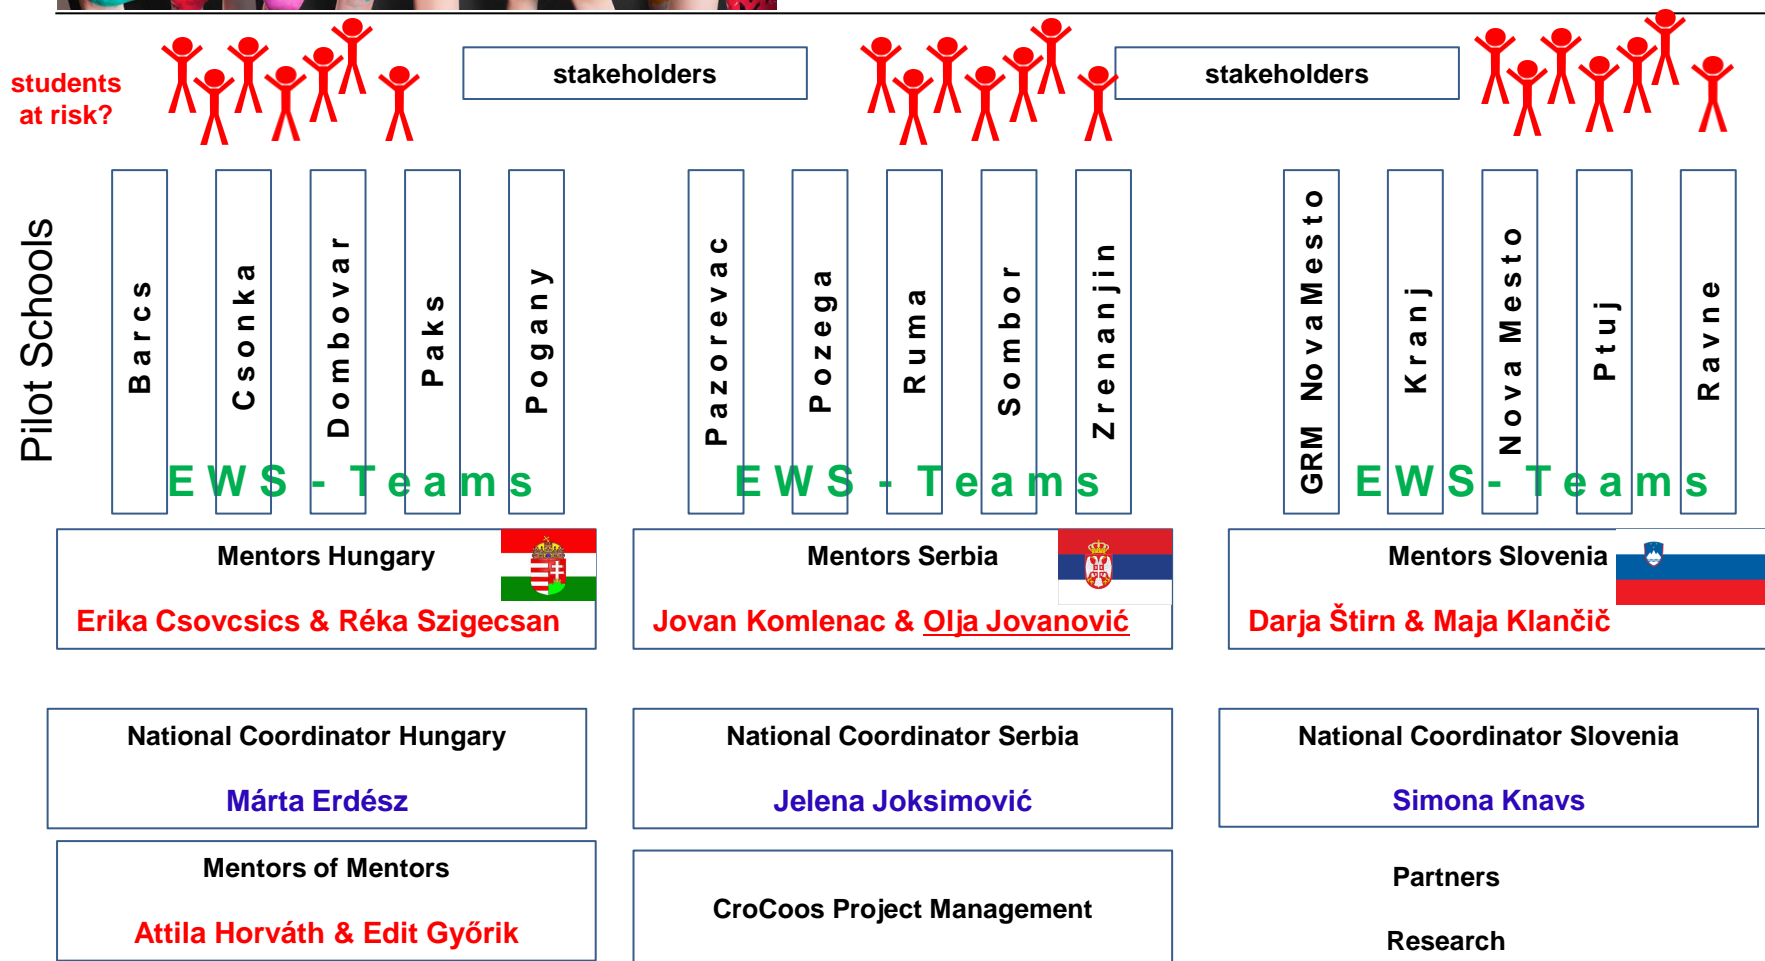 students
at risk?
stakeholders
stakeholders
Pilot Schools
Barcs
Csonka
Dombovar
Paks
Pogany
Pazorevac
Pozega
Ruma
Sombor
Zrenanjin
GRM NovaMesto
Kranj
Nova Mesto
Ptuj
Ravne
EWS - Teams
EWS - Teams
EWS - Teams
Mentors Hungary
Erika Csovcsics & Réka Szigecsan
Mentors Serbia
Jovan Komlenac & Olja Jovanović
Mentors Slovenia
Darja Štirn & Maja Klančič
National Coordinator Hungary
Márta Erdész
National Coordinator Serbia
Jelena Joksimović
National Coordinator Slovenia
Simona Knavs
Mentors of Mentors
Attila Horváth & Edit Győrik
CroCoos Project Management
Partners
Research